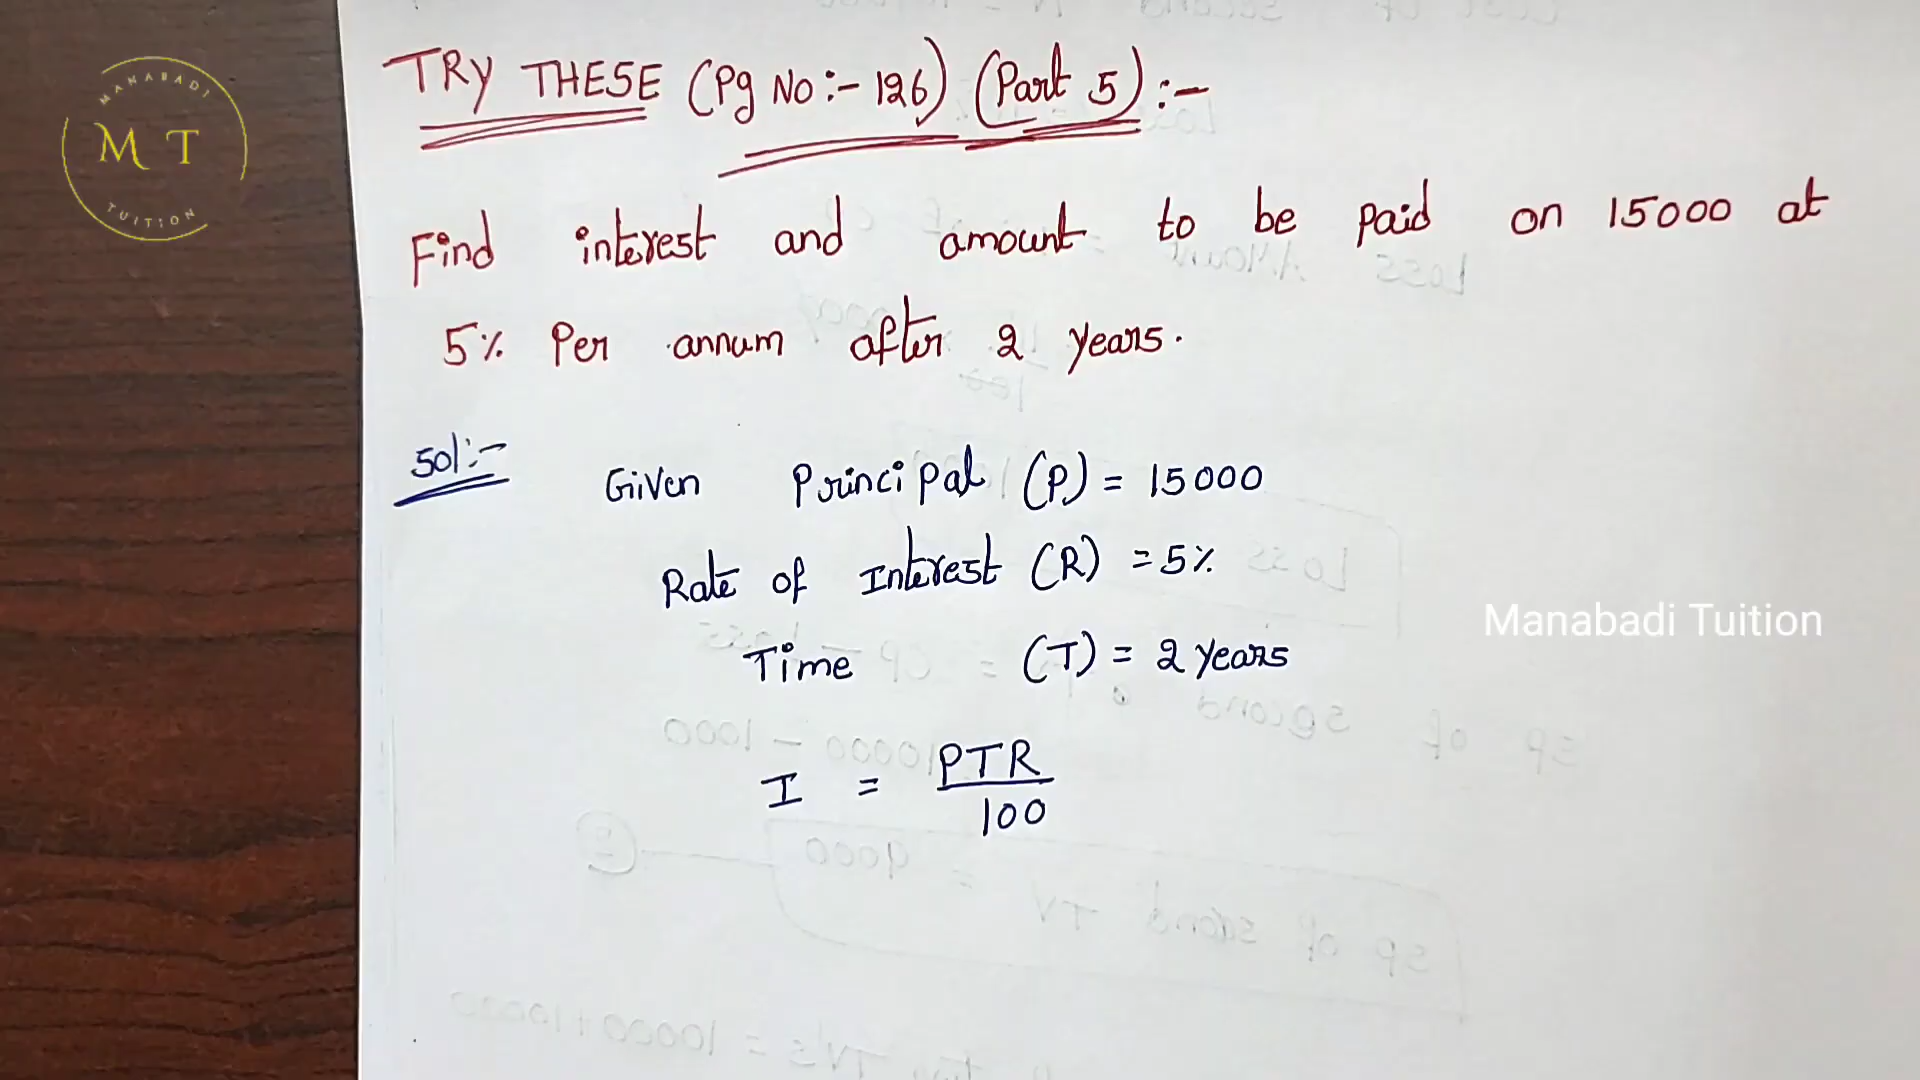 MANABADI
M T
TUITION
TRY THESE (Pg No:- 126) (Part 5) :-
Find interest and amount to be paid on 15000 at
5% Per annum after 2 years.
Sol:- Given Principal (P) = 15000
Rate of Interest (R) = 5%
Manabadi Tuition
Time (T) = 2 years
I = PTR
100